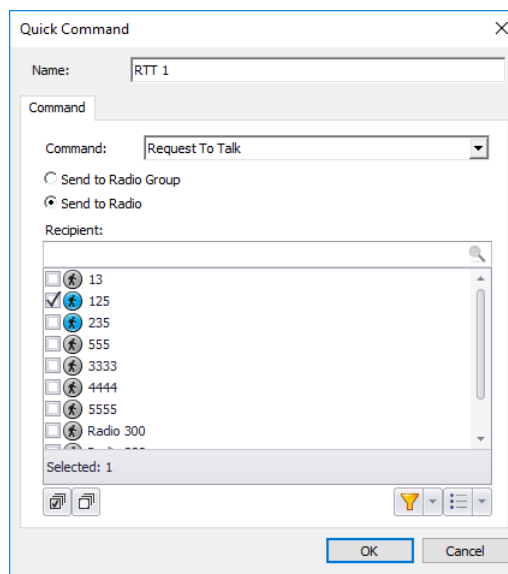 Quick Command
Name: RTT 1
Command
Command: Request To Talk
Send to Radio Group
Send to Radio
Recipient:
13
125
235
555
3333
4444
5555
Radio 300
Selected: 1
OK Cancel